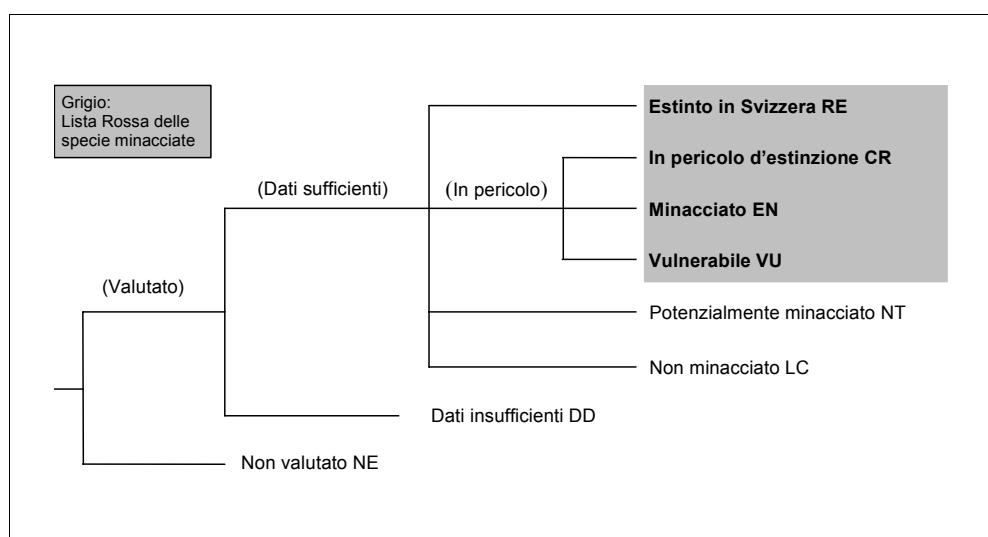 Grigio:
Lista Rossa delle
specie minacciate
Estinto in Svizzera RE
In pericolo d'estinzione CR
(Dati sufficienti)
(In pericolo)
Minacciato EN
Vulnerabile VU
(Valutato)
Potenzialmente minacciato NT
Non minacciato LC
Dati insufficienti DD
Non valutato NE